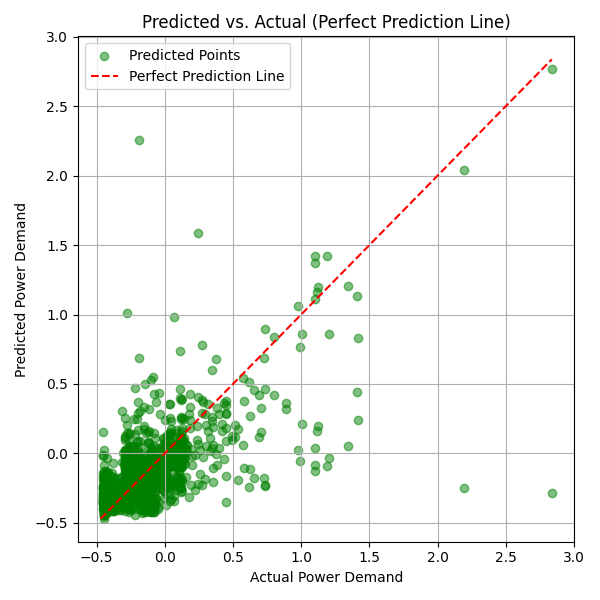 Predicted vs. Actual (Perfect Prediction Line)
Predicted Points
Perfect Prediction Line
3.0
2.5
2.0
1.5
1.0
0.5
0.0
−0.5
Predicted Power Demand
−0.5 0.0 0.5 1.0 1.5 2.0 2.5 3.0
Actual Power Demand